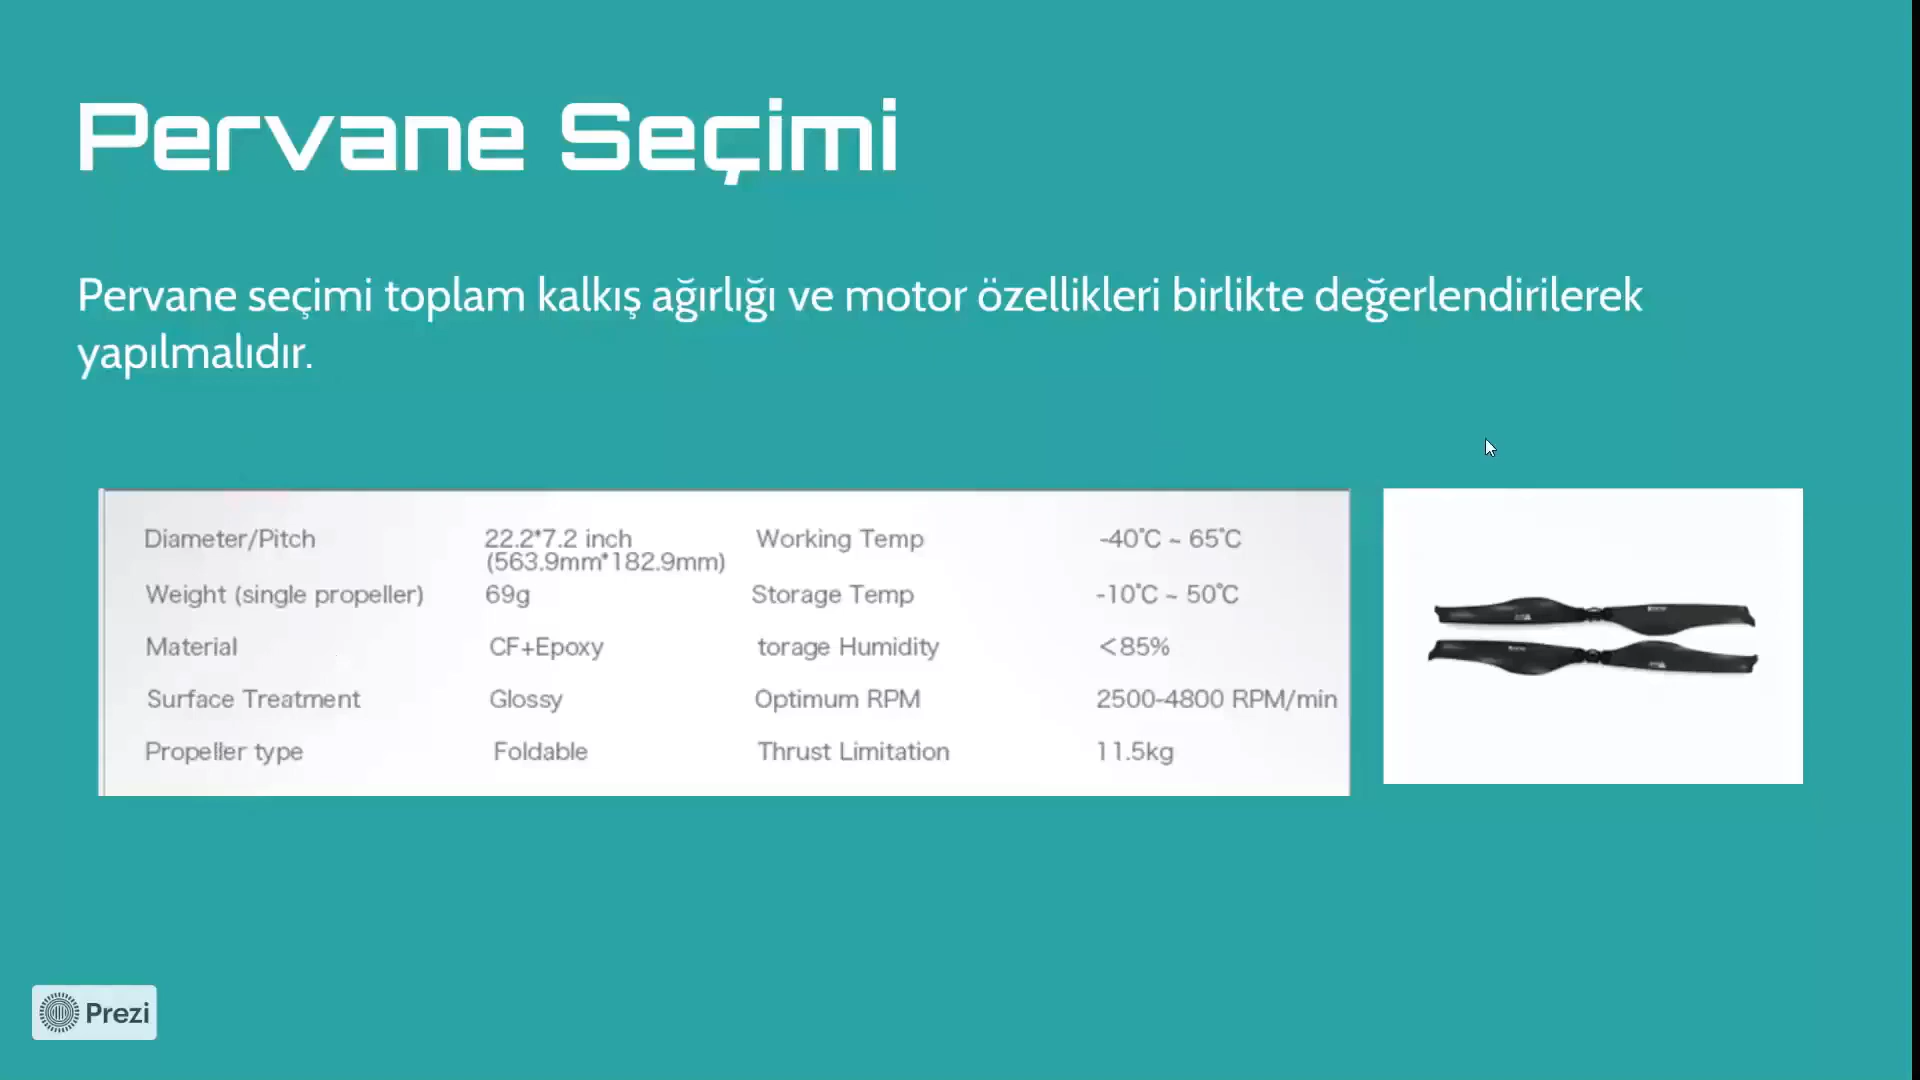 Pervane Seçimi
Pervane seçimi toplam kalkış ağırlığı ve motor özellikleri birlikte değerlendirilerek
yapılmalıdır.
Diameter/Pitch 22.2*7.2 inch Working Temp -40°C ~ 65°C
(563.9mm*182.9mm)
Weight (single propeller) 69g Storage Temp -10°C ~ 50°C
Material CF+Epoxy torage Humidity <85%
Surface Treatment Glossy Optimum RPM 2500-4800 RPM/min
Propeller type Foldable Thrust Limitation 11.5kg
Prezi